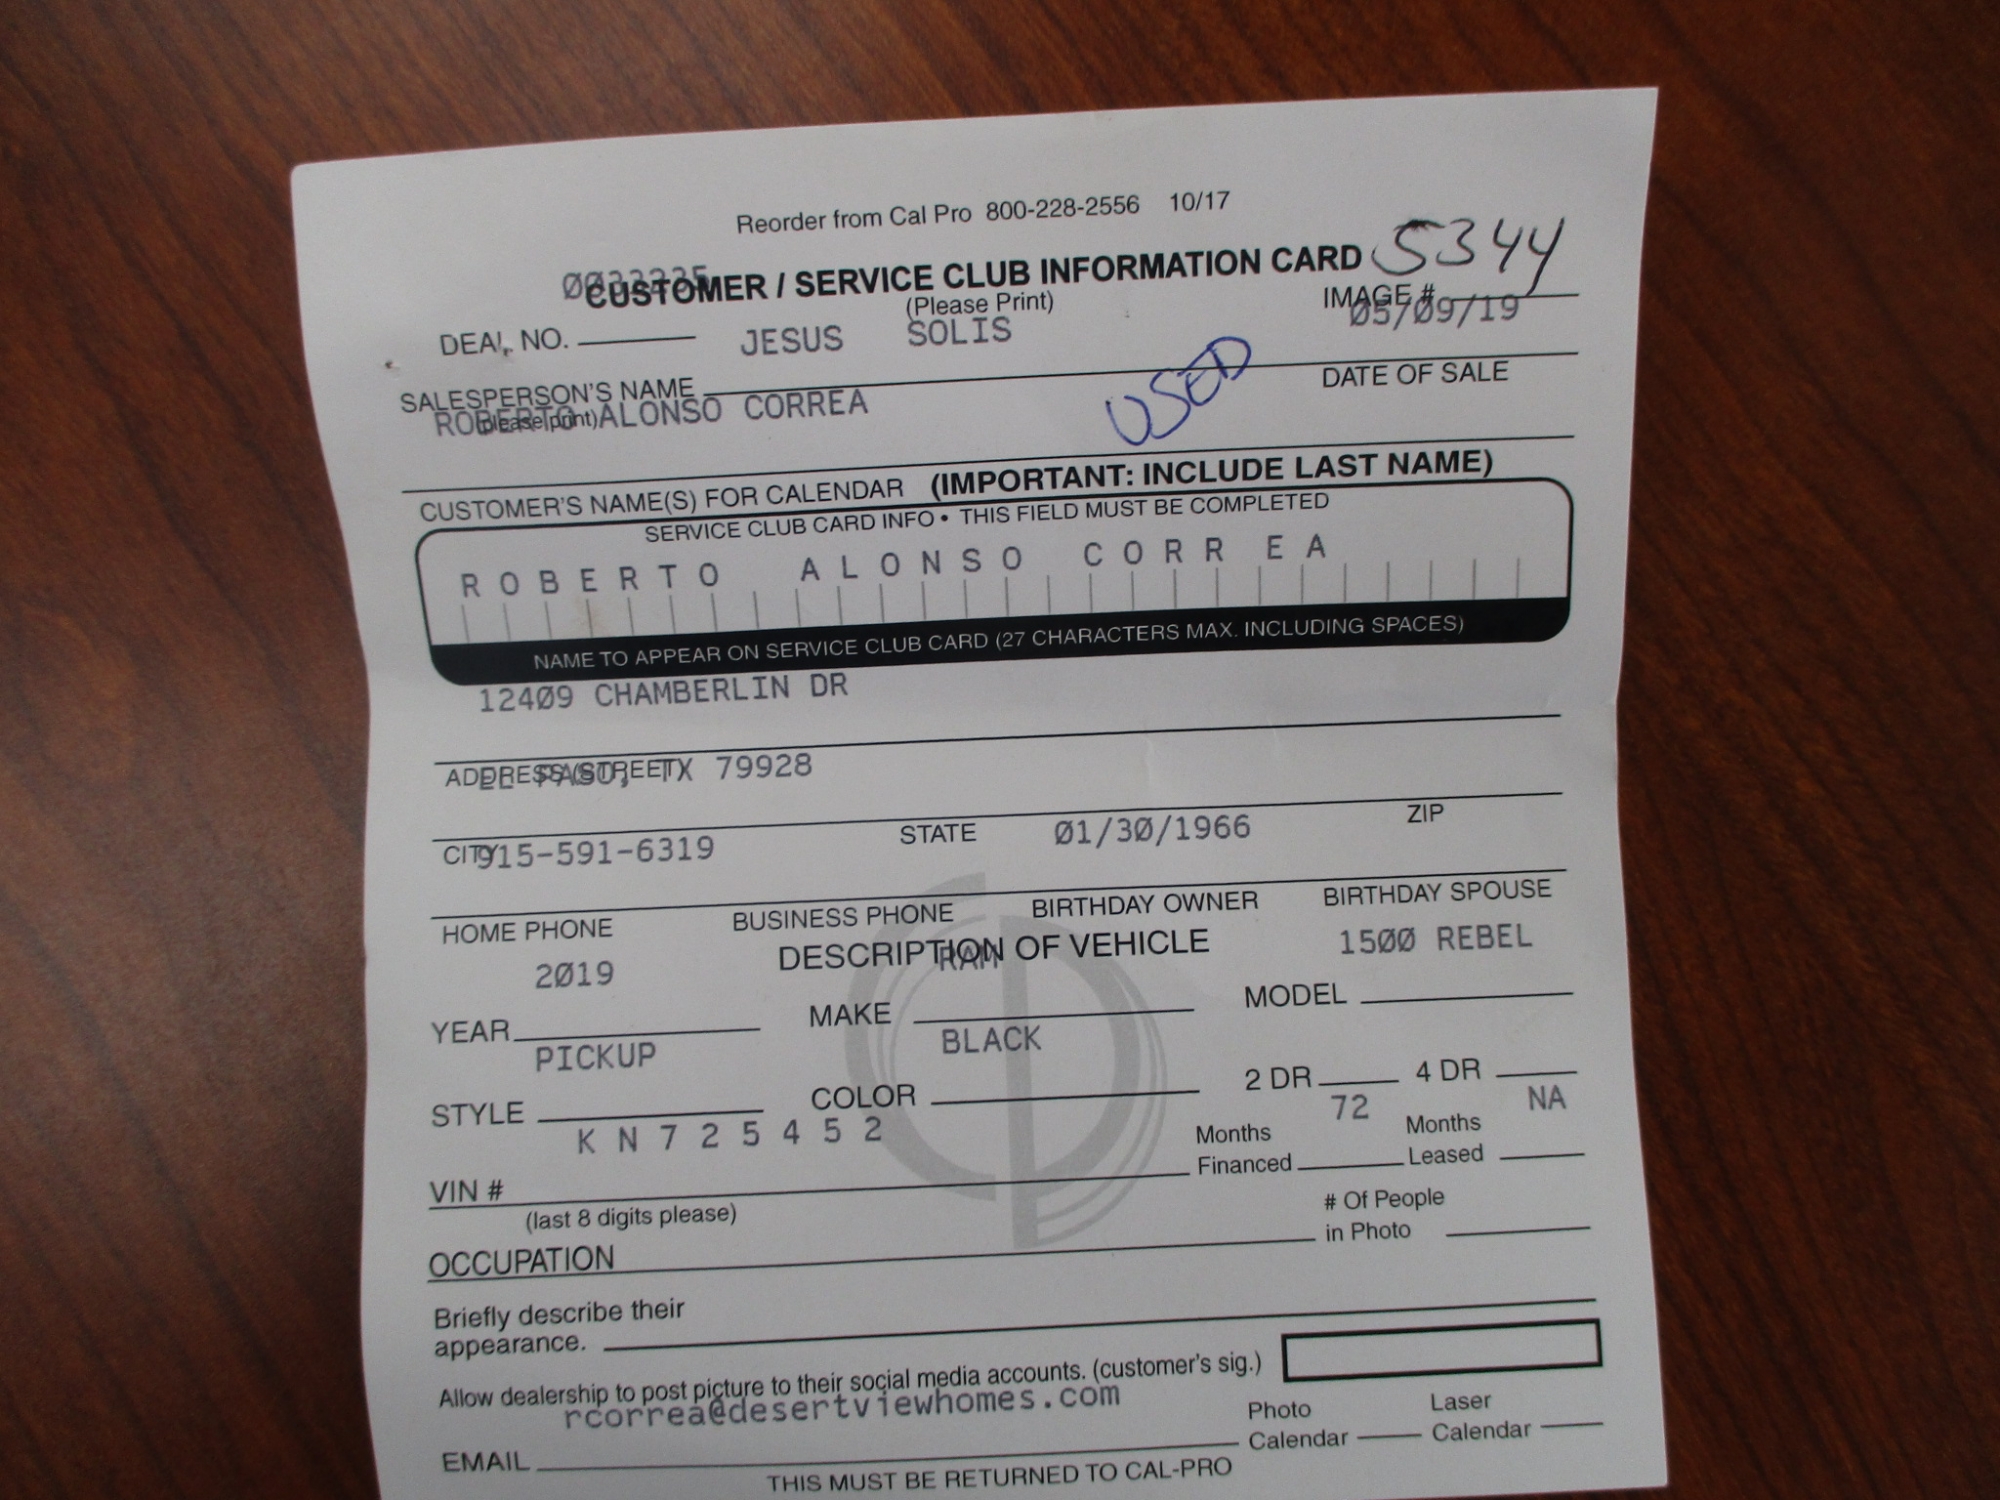 Reorder from Cal Pro 800-228-2556 10/17
CUSTOMER / SERVICE CLUB INFORMATION CARD 5344
(Please Print) IMAGE #
05/09/19
DEAL NO. JESUS SOLIS
SALESPERSON'S NAME DATE OF SALE
(please print)
ROBERTO ALONSO CORREA USED
CUSTOMER'S NAME(S) FOR CALENDAR (IMPORTANT: INCLUDE LAST NAME)
SERVICE CLUB CARD INFO • THIS FIELD MUST BE COMPLETED
ROBERTO ALONSO CORREA
NAME TO APPEAR ON SERVICE CLUB CARD (27 CHARACTERS MAX. INCLUDING SPACES)
12409 CHAMBERLIN DR
ADDRESS (STREET)
EL PASO, TX 79928
CITY STATE ZIP
915-591-6319 01/30/1966
HOME PHONE BUSINESS PHONE BIRTHDAY OWNER BIRTHDAY SPOUSE
DESCRIPTION OF VEHICLE
2019 RAM 1500 REBEL
YEAR MAKE MODEL
PICKUP BLACK
STYLE COLOR 2 DR 4 DR
KN725452 72 NA
VIN # Months Financed Months Leased
(last 8 digits please)
# Of People
OCCUPATION in Photo
Briefly describe their
appearance.
Allow dealership to post picture to their social media accounts. (customer's sig.)
rcorrea@desertviewhomes.com
EMAIL Photo Calendar Laser Calendar
THIS MUST BE RETURNED TO CAL-PRO